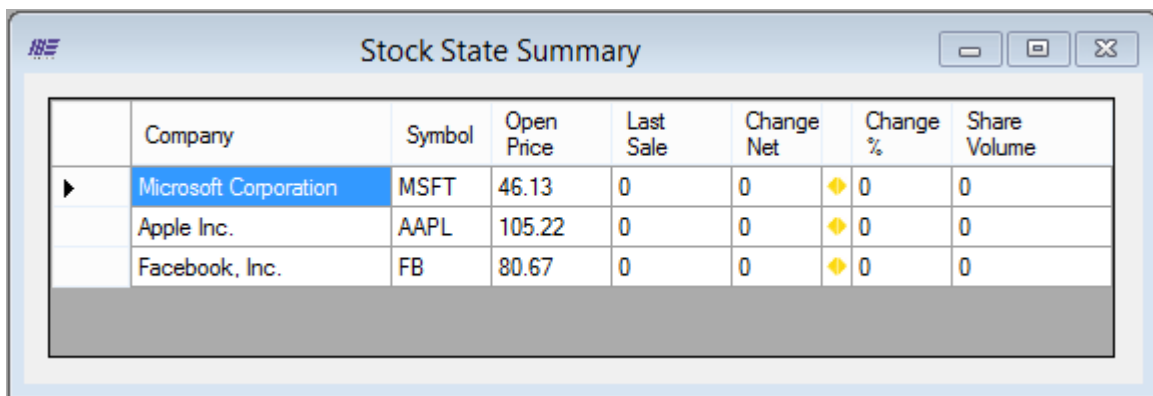 Stock State Summary
Company Symbol Open Price Last Sale Change Net Change % Share Volume
Microsoft Corporation MSFT 46.13 0 0 0 0
Apple Inc. AAPL 105.22 0 0 0 0
Facebook, Inc. FB 80.67 0 0 0 0